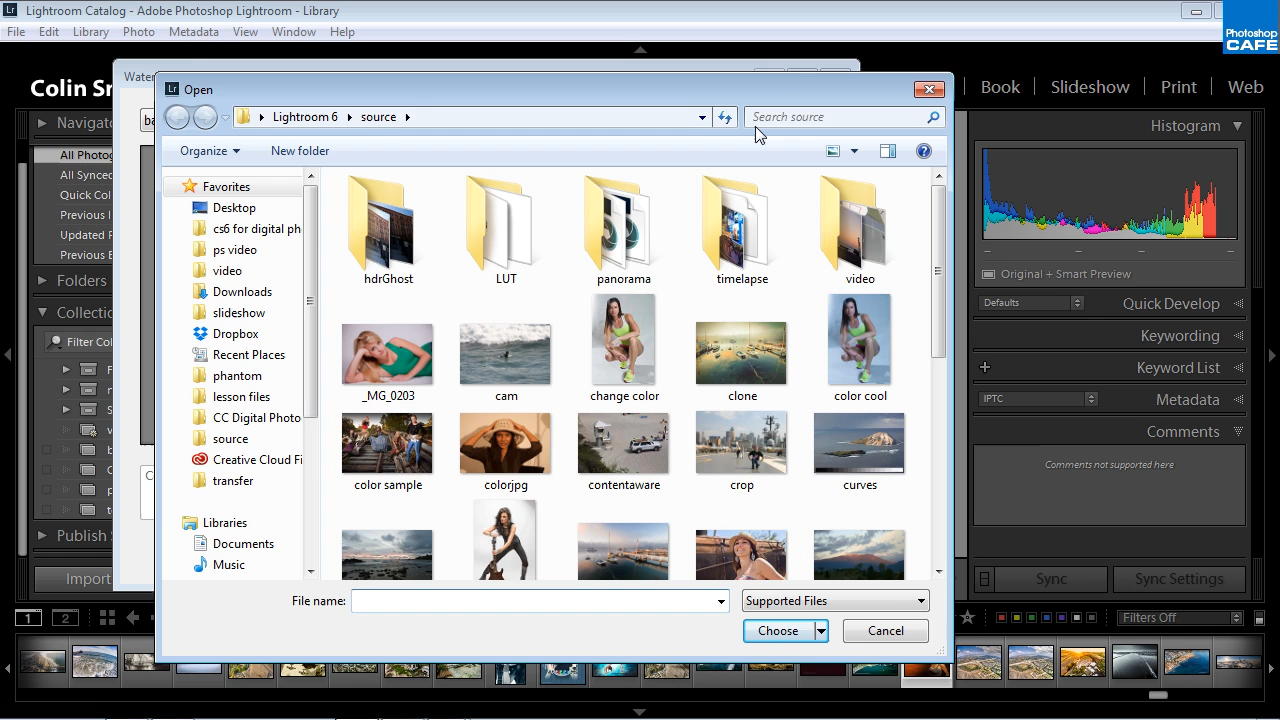 Lightroom Catalog - Adobe Photoshop Lightroom - Library
File Edit Library Photo Metadata View Window Help
Photoshop
CAFE
Colin Sm
Book Slideshow Print Web
Water
Open
Lightroom 6 source
Search source
Organize New folder
Navigato
All Photog
All Synced
Quick Col
Previous I
Updated F
Previous E
Folders
Collectio
Filter Col
Publish S
Import
Favorites
Desktop
cs6 for digital ph
ps video
video
Downloads
slideshow
Dropbox
Recent Places
phantom
lesson files
CC Digital Photo
source
Creative Cloud Fi
transfer
Libraries
Documents
Music
hdrGhost LUT panorama timelapse video
_MG_0203 cam change color clone color cool
color sample colorjpg contentaware crop curves
File name:
Supported Files
Choose Cancel
Histogram
Original + Smart Preview
Defaults Quick Develop
Keywording
Keyword List
IPTC Metadata
Comments
Comments not supported here
Sync Sync Settings
1 2
Filters Off